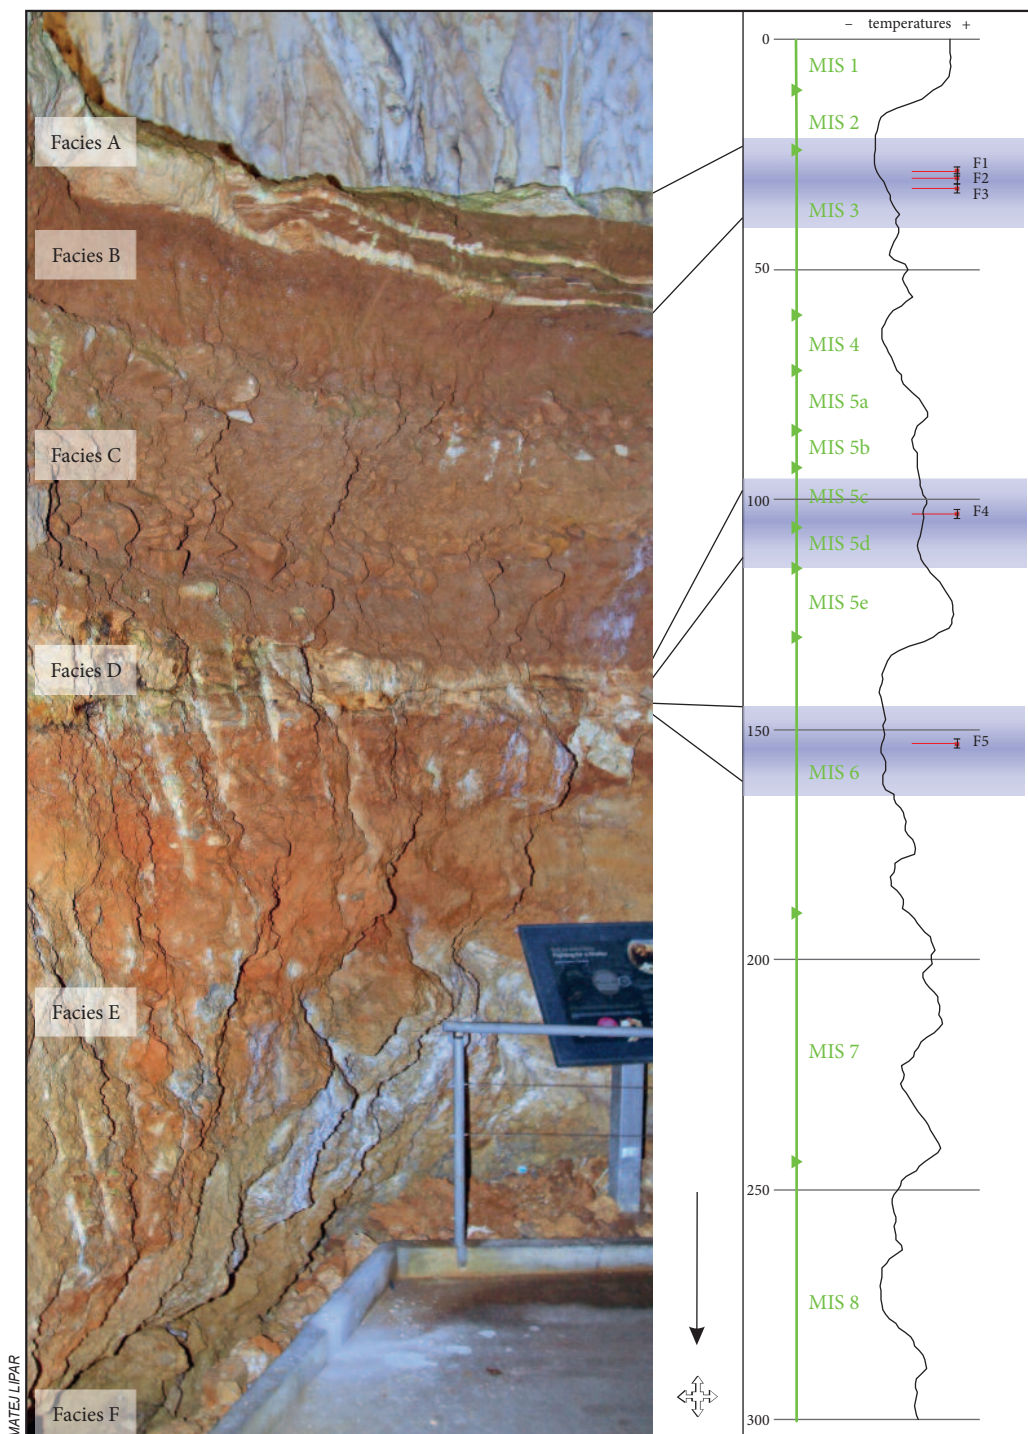 − temperatures +
0
MIS 1
Facies A
MIS 2
F1
F2
F3
MIS 3
Facies B
50
MIS 4
MIS 5a
Facies C
MIS 5b
MIS 5c
100
F4
MIS 5d
MIS 5e
Facies D
150
F5
MIS 6
200
Facies E
MIS 7
250
MIS 8
MATEJ LIPAR
Facies F
300